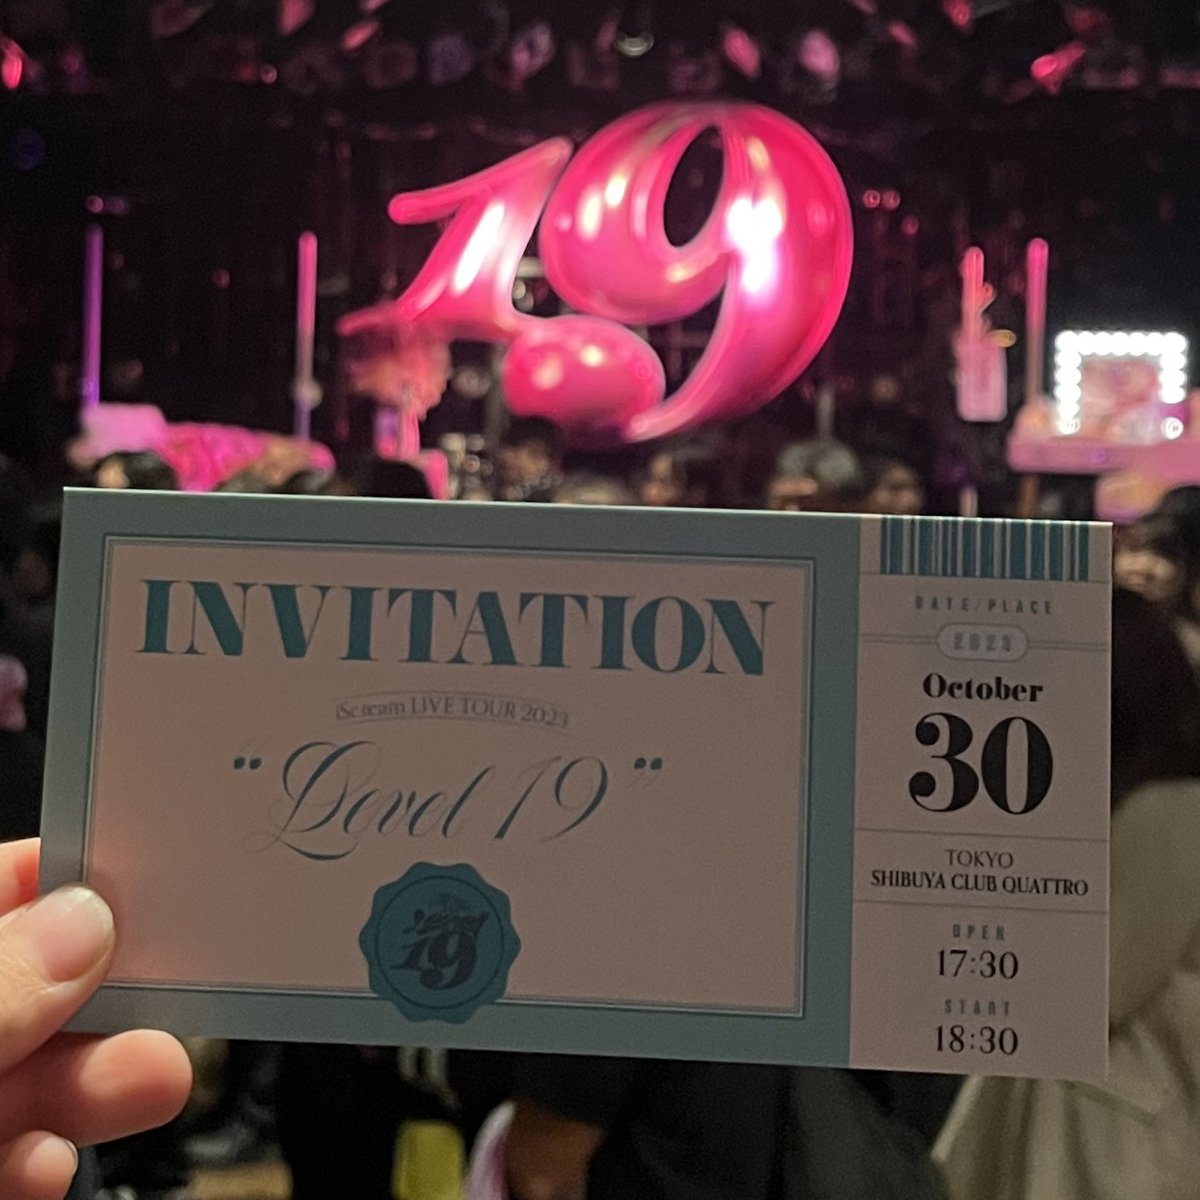 19
INVITATION
iScream LIVE TOUR 2023
“Level 19”
Level
19
DATE/PLACE
2023
October
30
TOKYO
SHIBUYA CLUB QUATTRO
OPEN
17:30
START
18:30